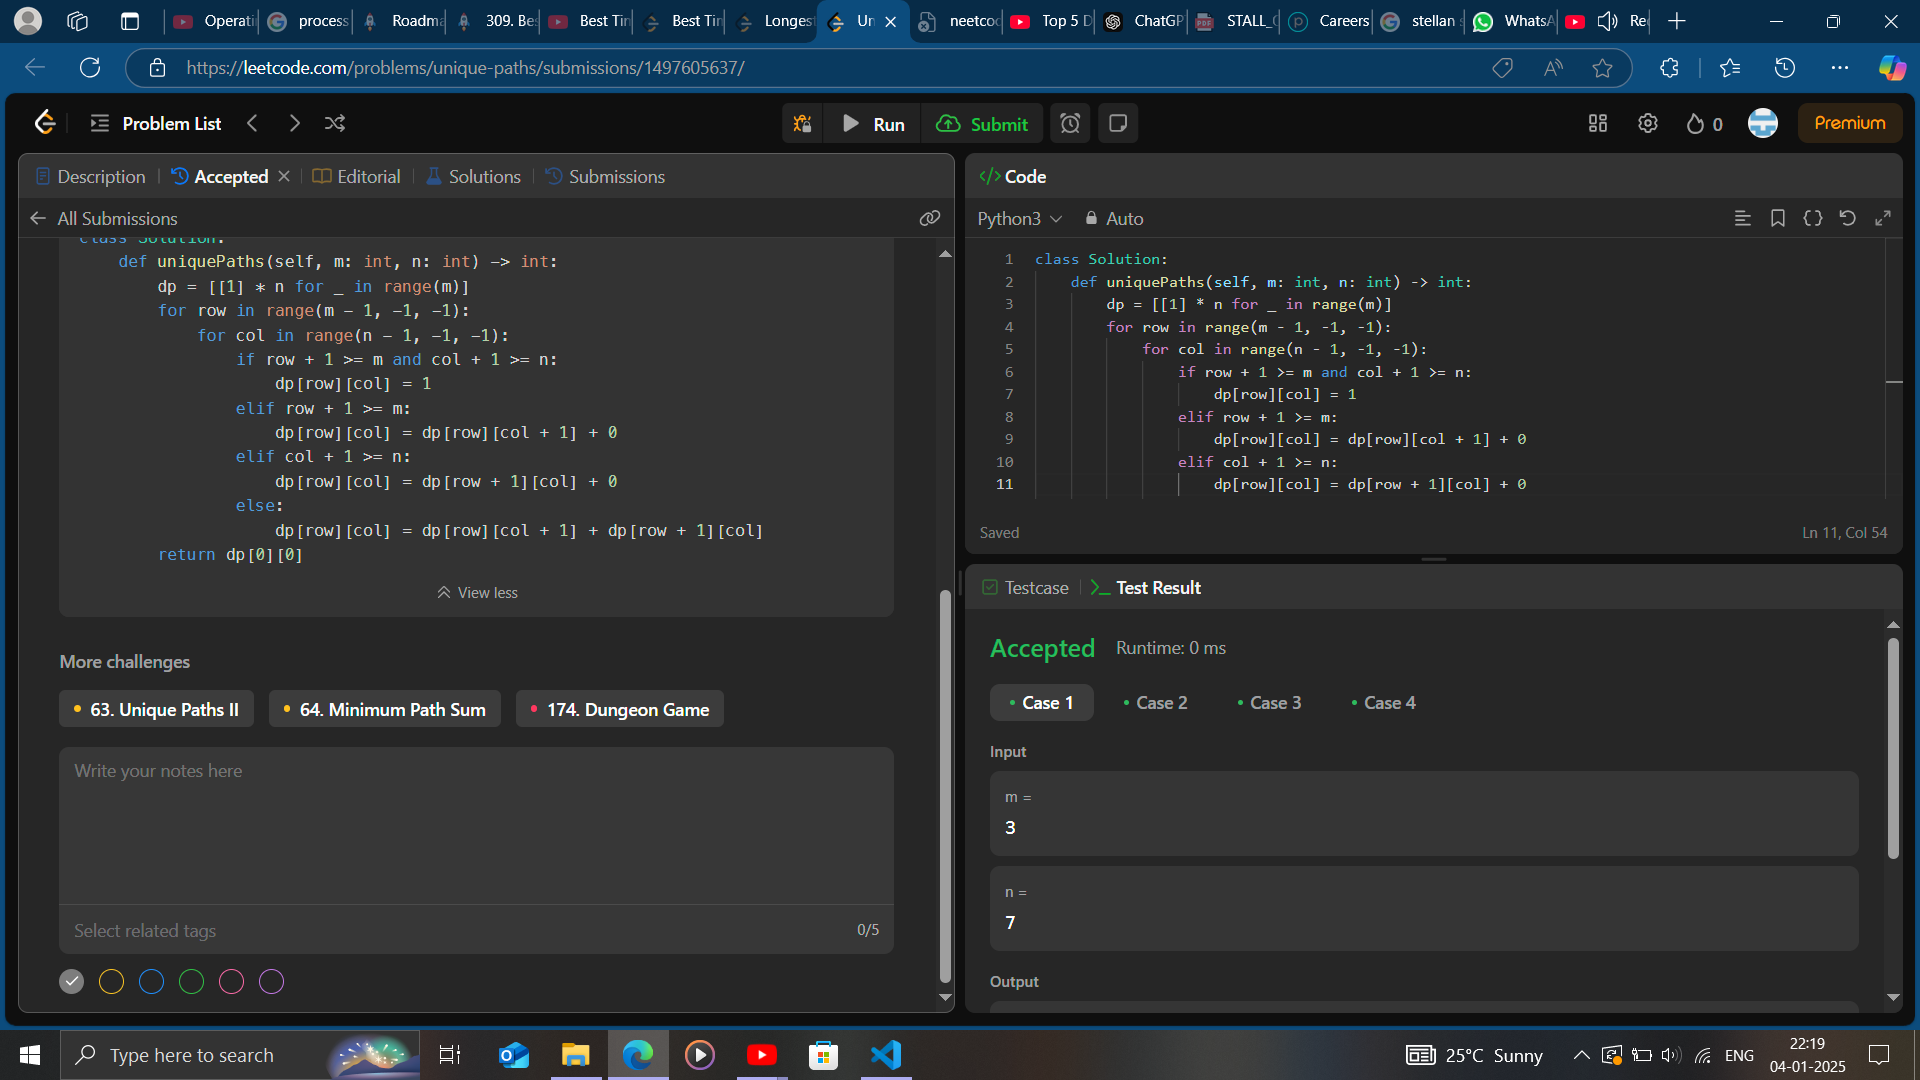 Operati
process
Roadma
309. Be
Best Tin
Best Tin
Longes
Un
neetco
Top 5 D
ChatGP
STALL_
Careers
stellan
WhatsA
Re
https://leetcode.com/problems/unique-paths/submissions/1497605637/
Problem List
Run
Submit
0
Premium
Description
Accepted
Editorial
Solutions
Submissions
All Submissions
class Solution:
def uniquePaths(self, m: int, n: int) -> int:
dp = [[1] * n for _ in range(m)]
for row in range(m - 1, -1, -1):
for col in range(n - 1, -1, -1):
if row + 1 >= m and col + 1 >= n:
dp[row][col] = 1
elif row + 1 >= m:
dp[row][col] = dp[row][col + 1] + 0
elif col + 1 >= n:
dp[row][col] = dp[row + 1][col] + 0
else:
dp[row][col] = dp[row][col + 1] + dp[row + 1][col]
return dp[0][0]
View less
More challenges
63. Unique Paths II
64. Minimum Path Sum
174. Dungeon Game
Write your notes here
Select related tags
0/5
</> Code
Python3
Auto
1 class Solution:
2 def uniquePaths(self, m: int, n: int) -> int:
3 dp = [[1] * n for _ in range(m)]
4 for row in range(m - 1, -1, -1):
5 for col in range(n - 1, -1, -1):
6 if row + 1 >= m and col + 1 >= n:
7 dp[row][col] = 1
8 elif row + 1 >= m:
9 dp[row][col] = dp[row][col + 1] + 0
10 elif col + 1 >= n:
11 dp[row][col] = dp[row + 1][col] + 0
Saved
Ln 11, Col 54
Testcase
Test Result
Accepted
Runtime: 0 ms
Case 1
Case 2
Case 3
Case 4
Input
m =
3
n =
7
Output
Type here to search
25°C Sunny
ENG
22:19
04-01-2025